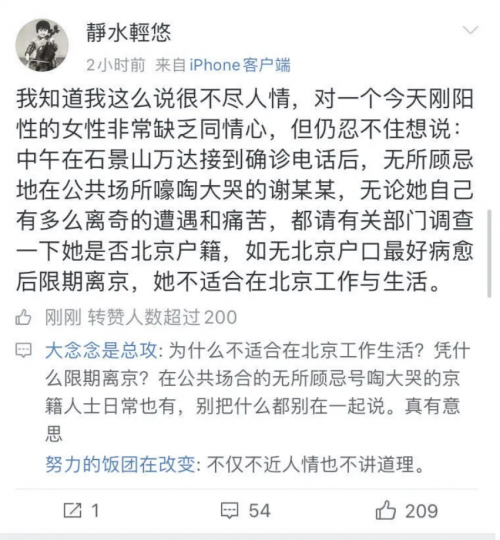 靜水輕悠
2小时前 来自iPhone客户端
我知道我这么说很不尽人情，对一个今天刚阳
性的女性非常缺乏同情心，但仍忍不住想说：
中午在石景山万达接到确诊电话后，无所顾忌
地在公共场所嚎啕大哭的谢某某，无论她自己
有多么离奇的遭遇和痛苦，都请有关部门调查
一下她是否北京户籍，如无北京户口最好病愈
后限期离京，她不适合在北京工作与生活。
刚刚 转赞人数超过200
大念念是总攻: 为什么不适合在北京工作生活？凭什
么限期离京？在公共场合的无所顾忌号啕大哭的京
籍人士日常也有，别把什么都别在一起说。真有意
思
努力的饭团在改变: 不仅不近人情也不讲道理。
1 54 209